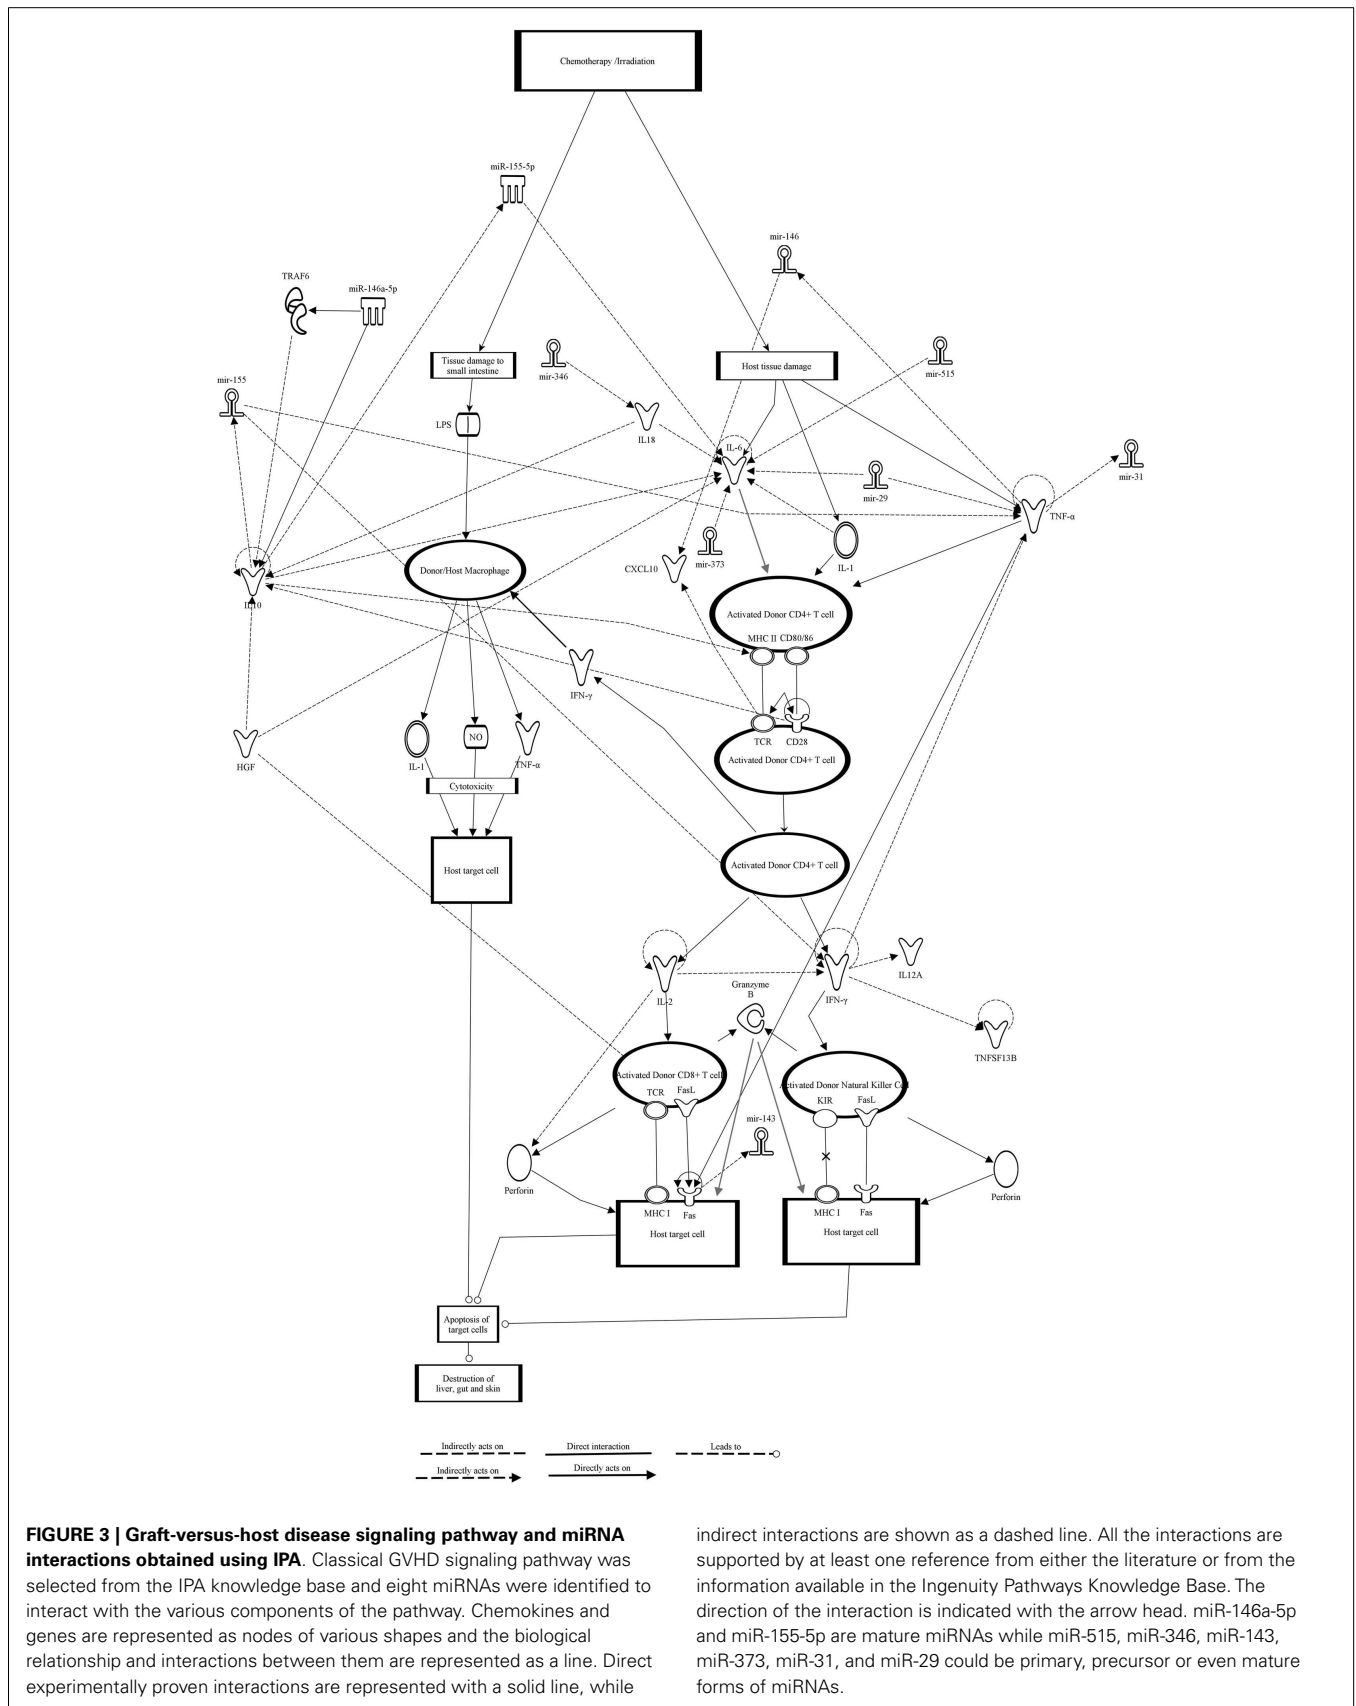 Chemotherapy /Irradiation
miR-155-5p
mir-146
TRAF6
miR-146a-5p
mir-155
Tissue damage to
small intestine
mir-346
Host tissue damage
mir-515
LPS
IL18
IL-6
mir-29
mir-31
TNF-α
mir-373
IL-1
CXCL10
Donor/Host Macrophage
IL10
Activated Donor CD4+ T cell
MHC II CD80/86
IFN-γ
HGF
IL-1
NO
TNF-α
TCR
CD28
Activated Donor CD4+ T cell
Cytotoxicity
Host target cell
Activated Donor CD4+ T cell
IL-2
Granzyme
B
IFN-γ
IL12A
TNFSF13B
Activated Donor CD8+ T cell
TCR
FasL
Activated Donor Natural Killer Cell
KIR
FasL
mir-143
Perforin
Perforin
MHC I
Fas
Host target cell
MHC I
Fas
Host target cell
Apoptosis of
target cells
Destruction of
liver, gut and skin
Indirectly acts on
Direct interaction
Leads to
Indirectly acts on
Directly acts on
FIGURE 3 | Graft-versus-host disease signaling pathway and miRNA
interactions obtained using IPA. Classical GVHD signaling pathway was
selected from the IPA knowledge base and eight miRNAs were identified to
interact with the various components of the pathway. Chemokines and
genes are represented as nodes of various shapes and the biological
relationship and interactions between them are represented as a line. Direct
experimentally proven interactions are represented with a solid line, while
indirect interactions are shown as a dashed line. All the interactions are
supported by at least one reference from either the literature or from the
information available in the Ingenuity Pathways Knowledge Base. The
direction of the interaction is indicated with the arrow head. miR-146a-5p
and miR-155-5p are mature miRNAs while miR-515, miR-346, miR-143,
miR-373, miR-31, and miR-29 could be primary, precursor or even mature
forms of miRNAs.